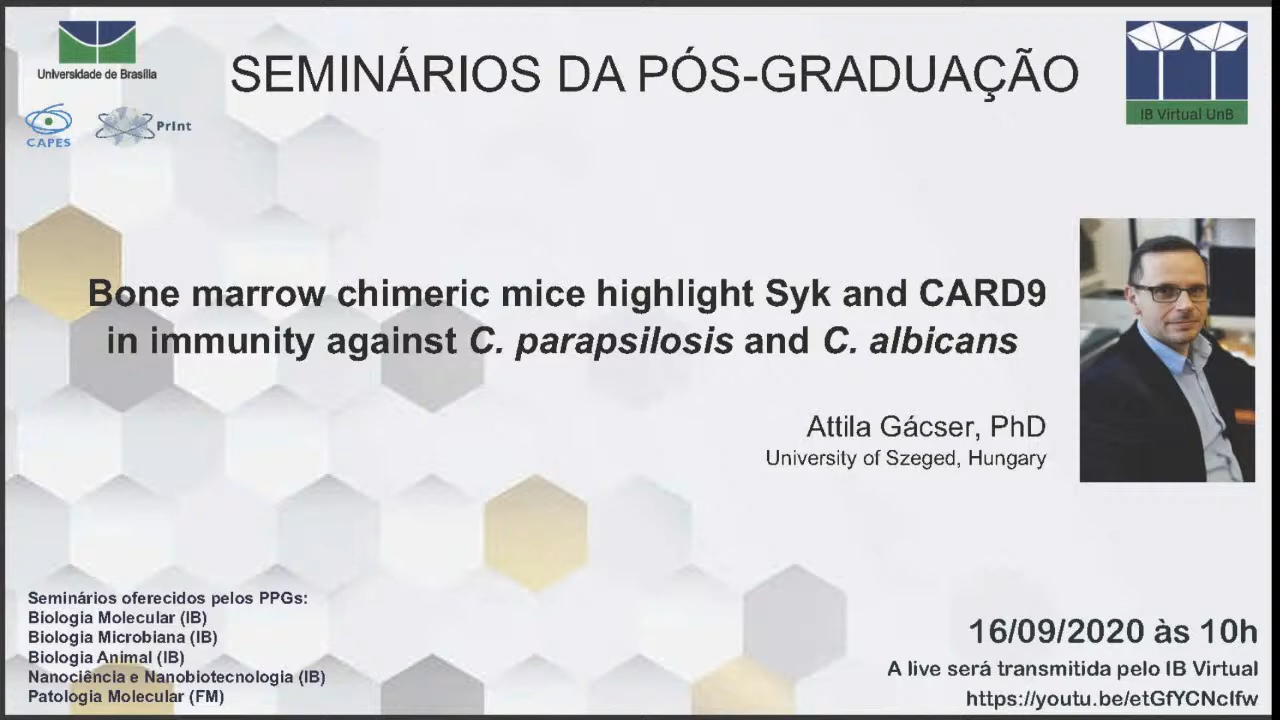 Universidade de Brasília
SEMINÁRIOS DA PÓS-GRADUAÇÃO
IB Virtual UnB
CAPES
PrInt
Bone marrow chimeric mice highlight Syk and CARD9
in immunity against C. parapsilosis and C. albicans
Attila Gácser, PhD
University of Szeged, Hungary
Seminários oferecidos pelos PPGs:
Biologia Molecular (IB)
Biologia Microbiana (IB)
Biologia Animal (IB)
Nanociência e Nanobiotecnologia (IB)
Patologia Molecular (FM)
16/09/2020 às 10h
A live será transmitida pelo IB Virtual
https://youtu.be/etGfYCNclfw